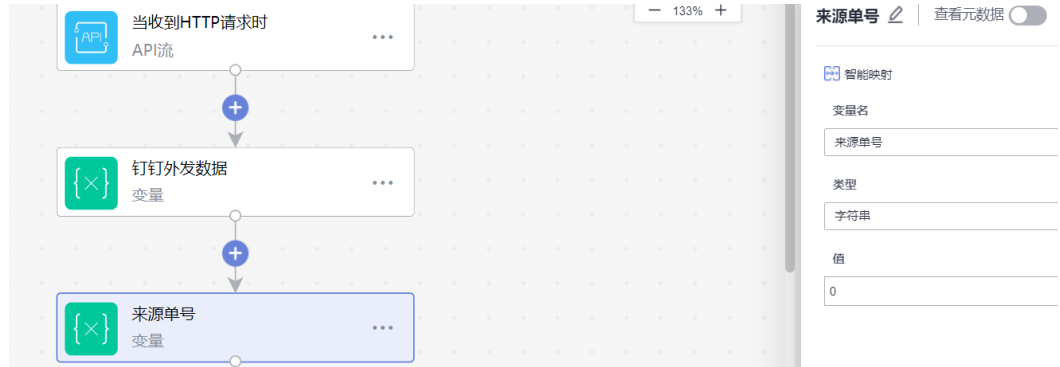 当收到HTTP请求时
API
API流
钉钉外发数据
变量
来源单号
变量
133%
来源单号
查看元数据
智能映射
变量名
来源单号
类型
字符串
值
0